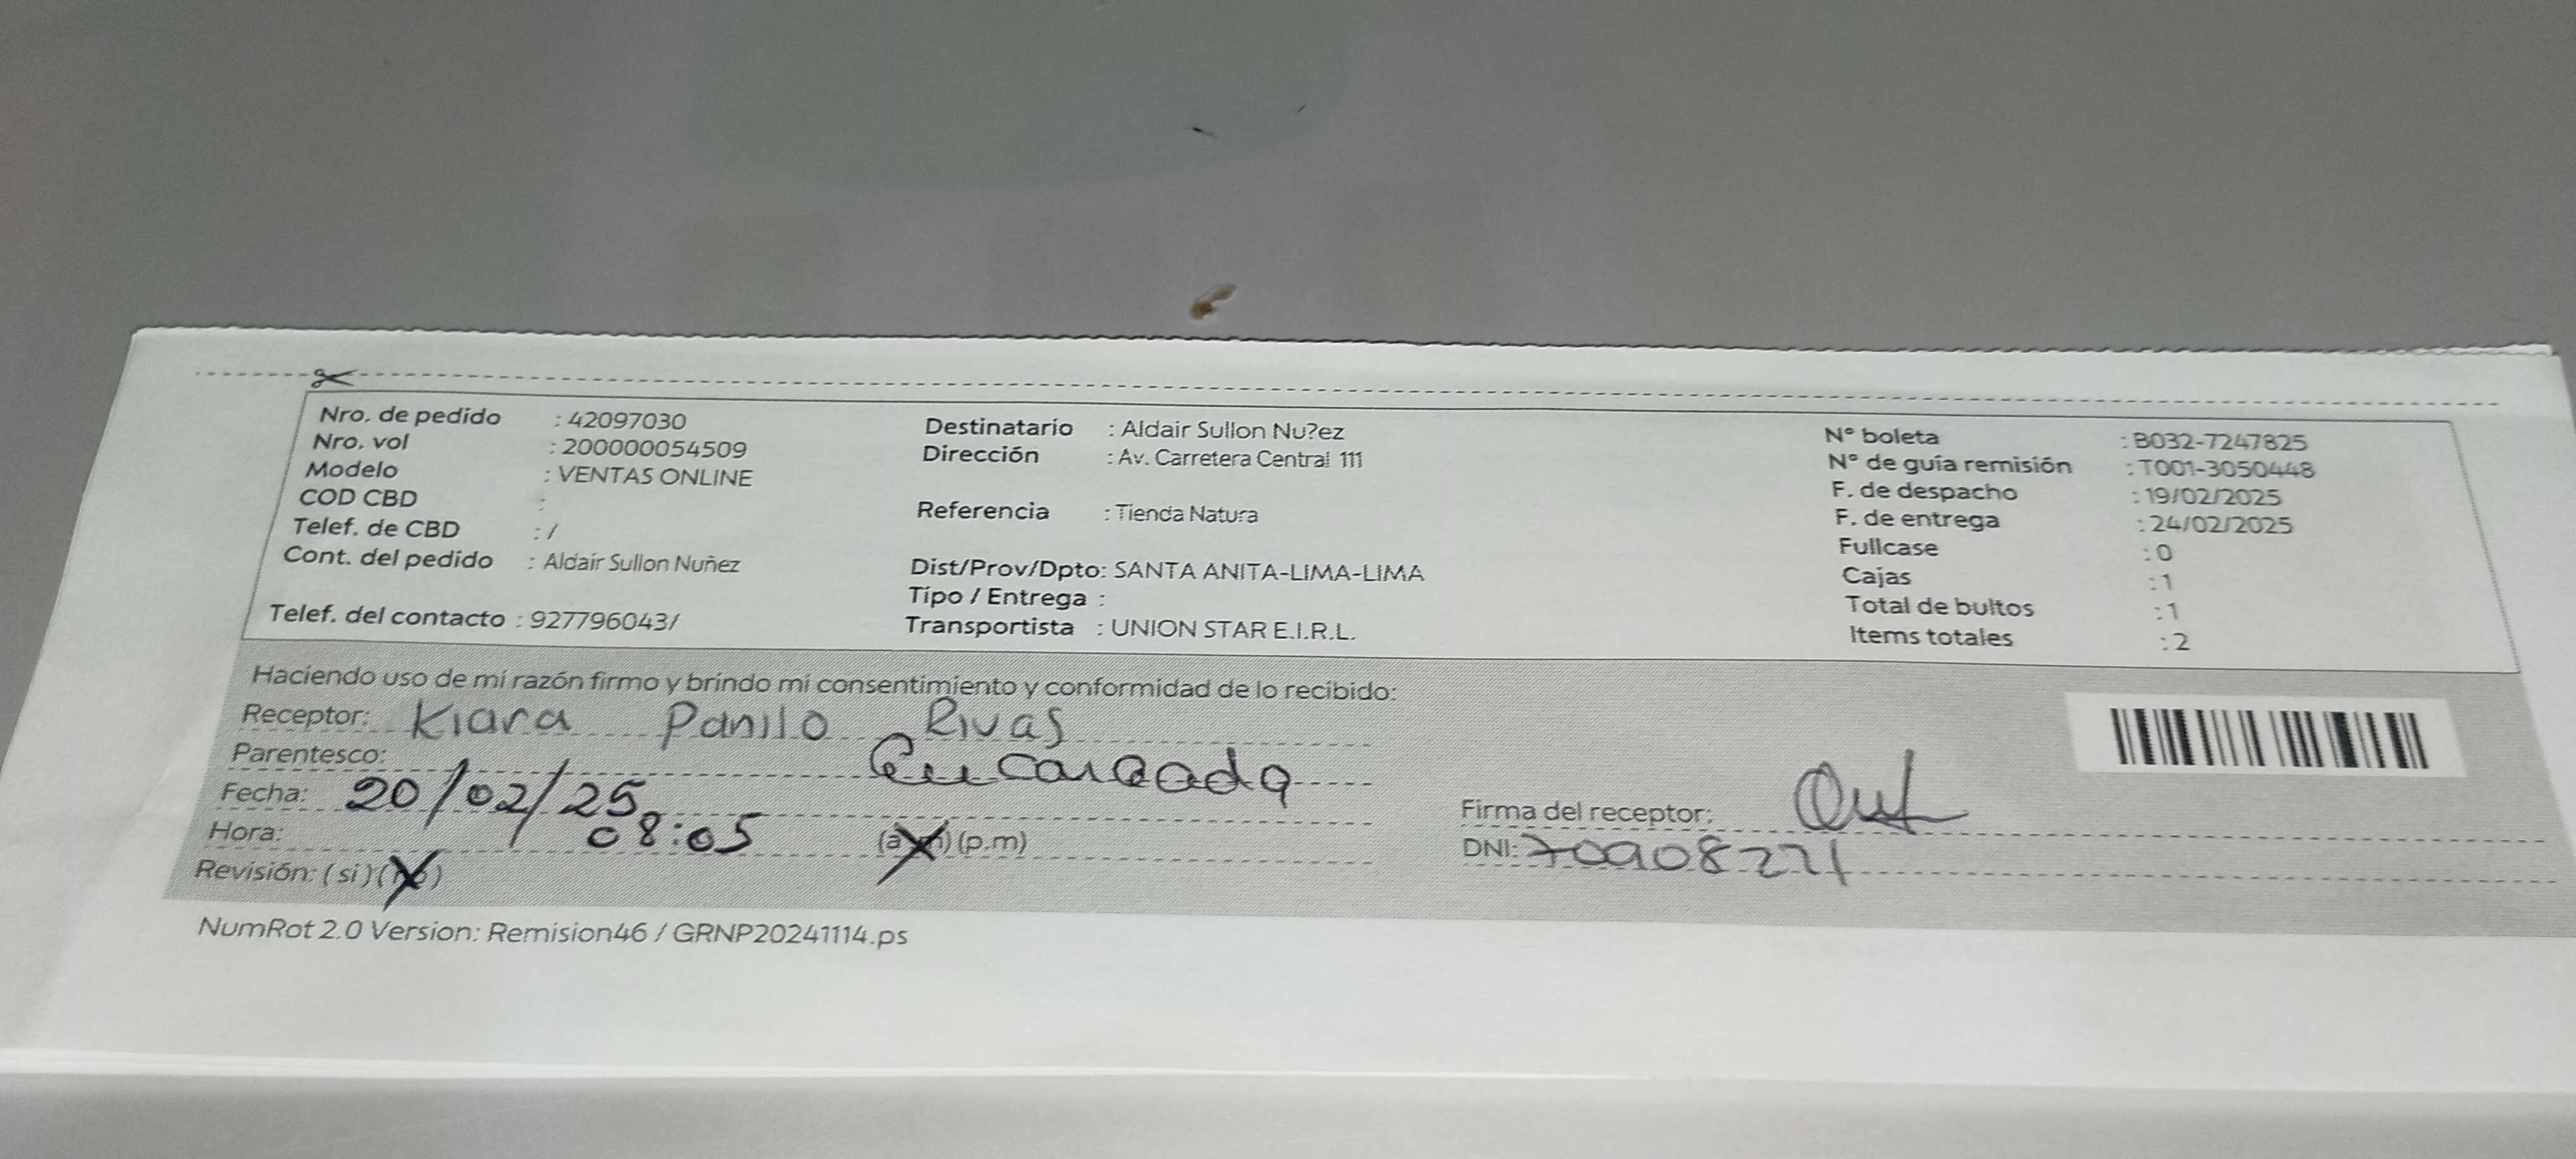 Nro. de pedido : 42097030
Nro. vol : 200000054509
Modelo : VENTAS ONLINE
COD CBD :
Telef. de CBD : /
Cont. del pedido : Aldair Sullon Nuñez
Telef. del contacto : 927796043/
Destinatario : Aldair Sullon Nu?ez
Dirección : Av. Carretera Central 111
Referencia : Tienda Natura
Dist/Prov/Dpto: SANTA ANITA-LIMA-LIMA
Tipo / Entrega :
Transportista : UNION STAR E.I.R.L.
N° boleta : B032-7247825
N° de guía remisión : T001-3050448
F. de despacho : 19/02/2025
F. de entrega : 24/02/2025
Fullcase : 0
Cajas : 1
Total de bultos : 1
Items totales : 2
Haciendo uso de mi razón firmo y brindo mi consentimiento y conformidad de lo recibido:
Receptor: Kiara Panilo Rivas
Parentesco: Encargada
Fecha: 20/02/25
Hora: 08:05 (a.m) (p.m)
Revisión: (si) (no)
Firma del receptor:
DNI: 70908221
NumRot 2.0 Version: Remision46 / GRNP20241114.ps